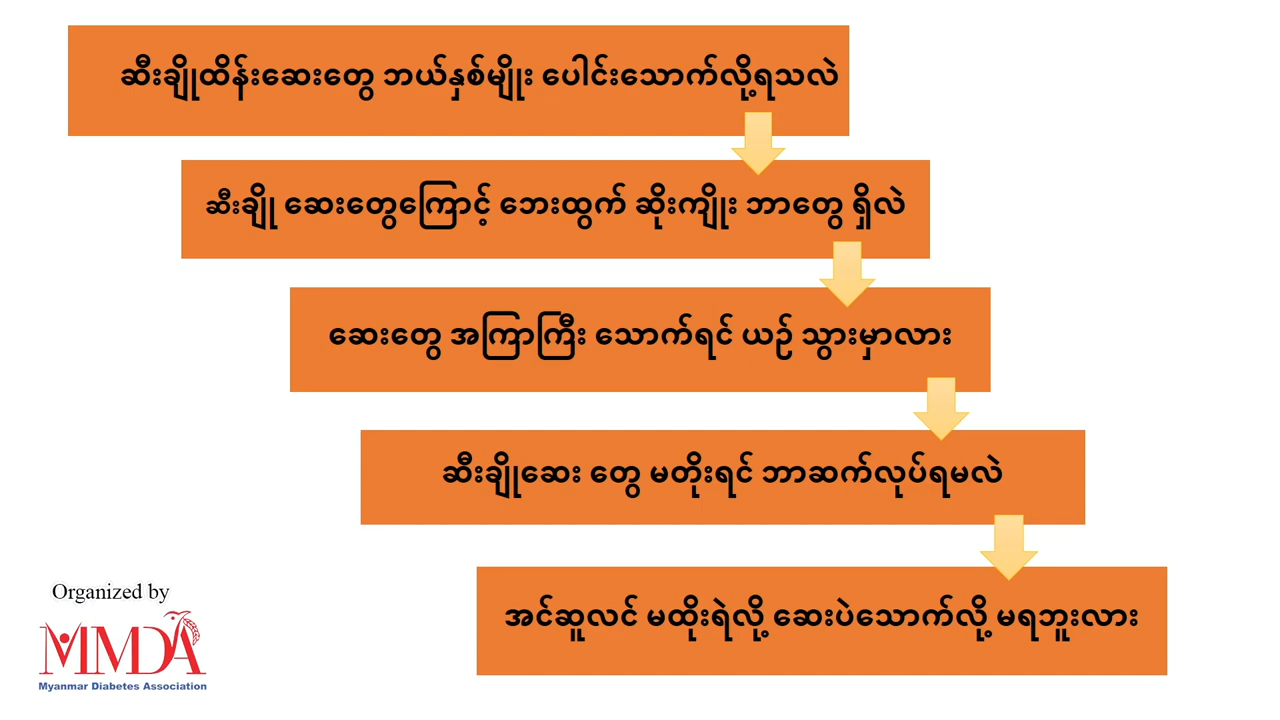 ဆီးချိုထိန်းဆေးတွေ ဘယ်နှစ်မျိုး ပေါင်းသောက်လို့ရသလဲ
ဆီးချို ဆေးတွေကြောင့် ဘေးထွက် ဆိုးကျိုး ဘာတွေ ရှိလဲ
ဆေးတွေ အကြာကြီး သောက်ရင် ယဉ် သွားမှာလား
ဆီးချိုဆေး တွေ မတိုးရင် ဘာဆက်လုပ်ရမလဲ
အင်ဆူလင် မထိုးရဲလို့ ဆေးပဲသောက်လို့ မရဘူးလား
Organized by
MMDA
Myanmar Diabetes Association